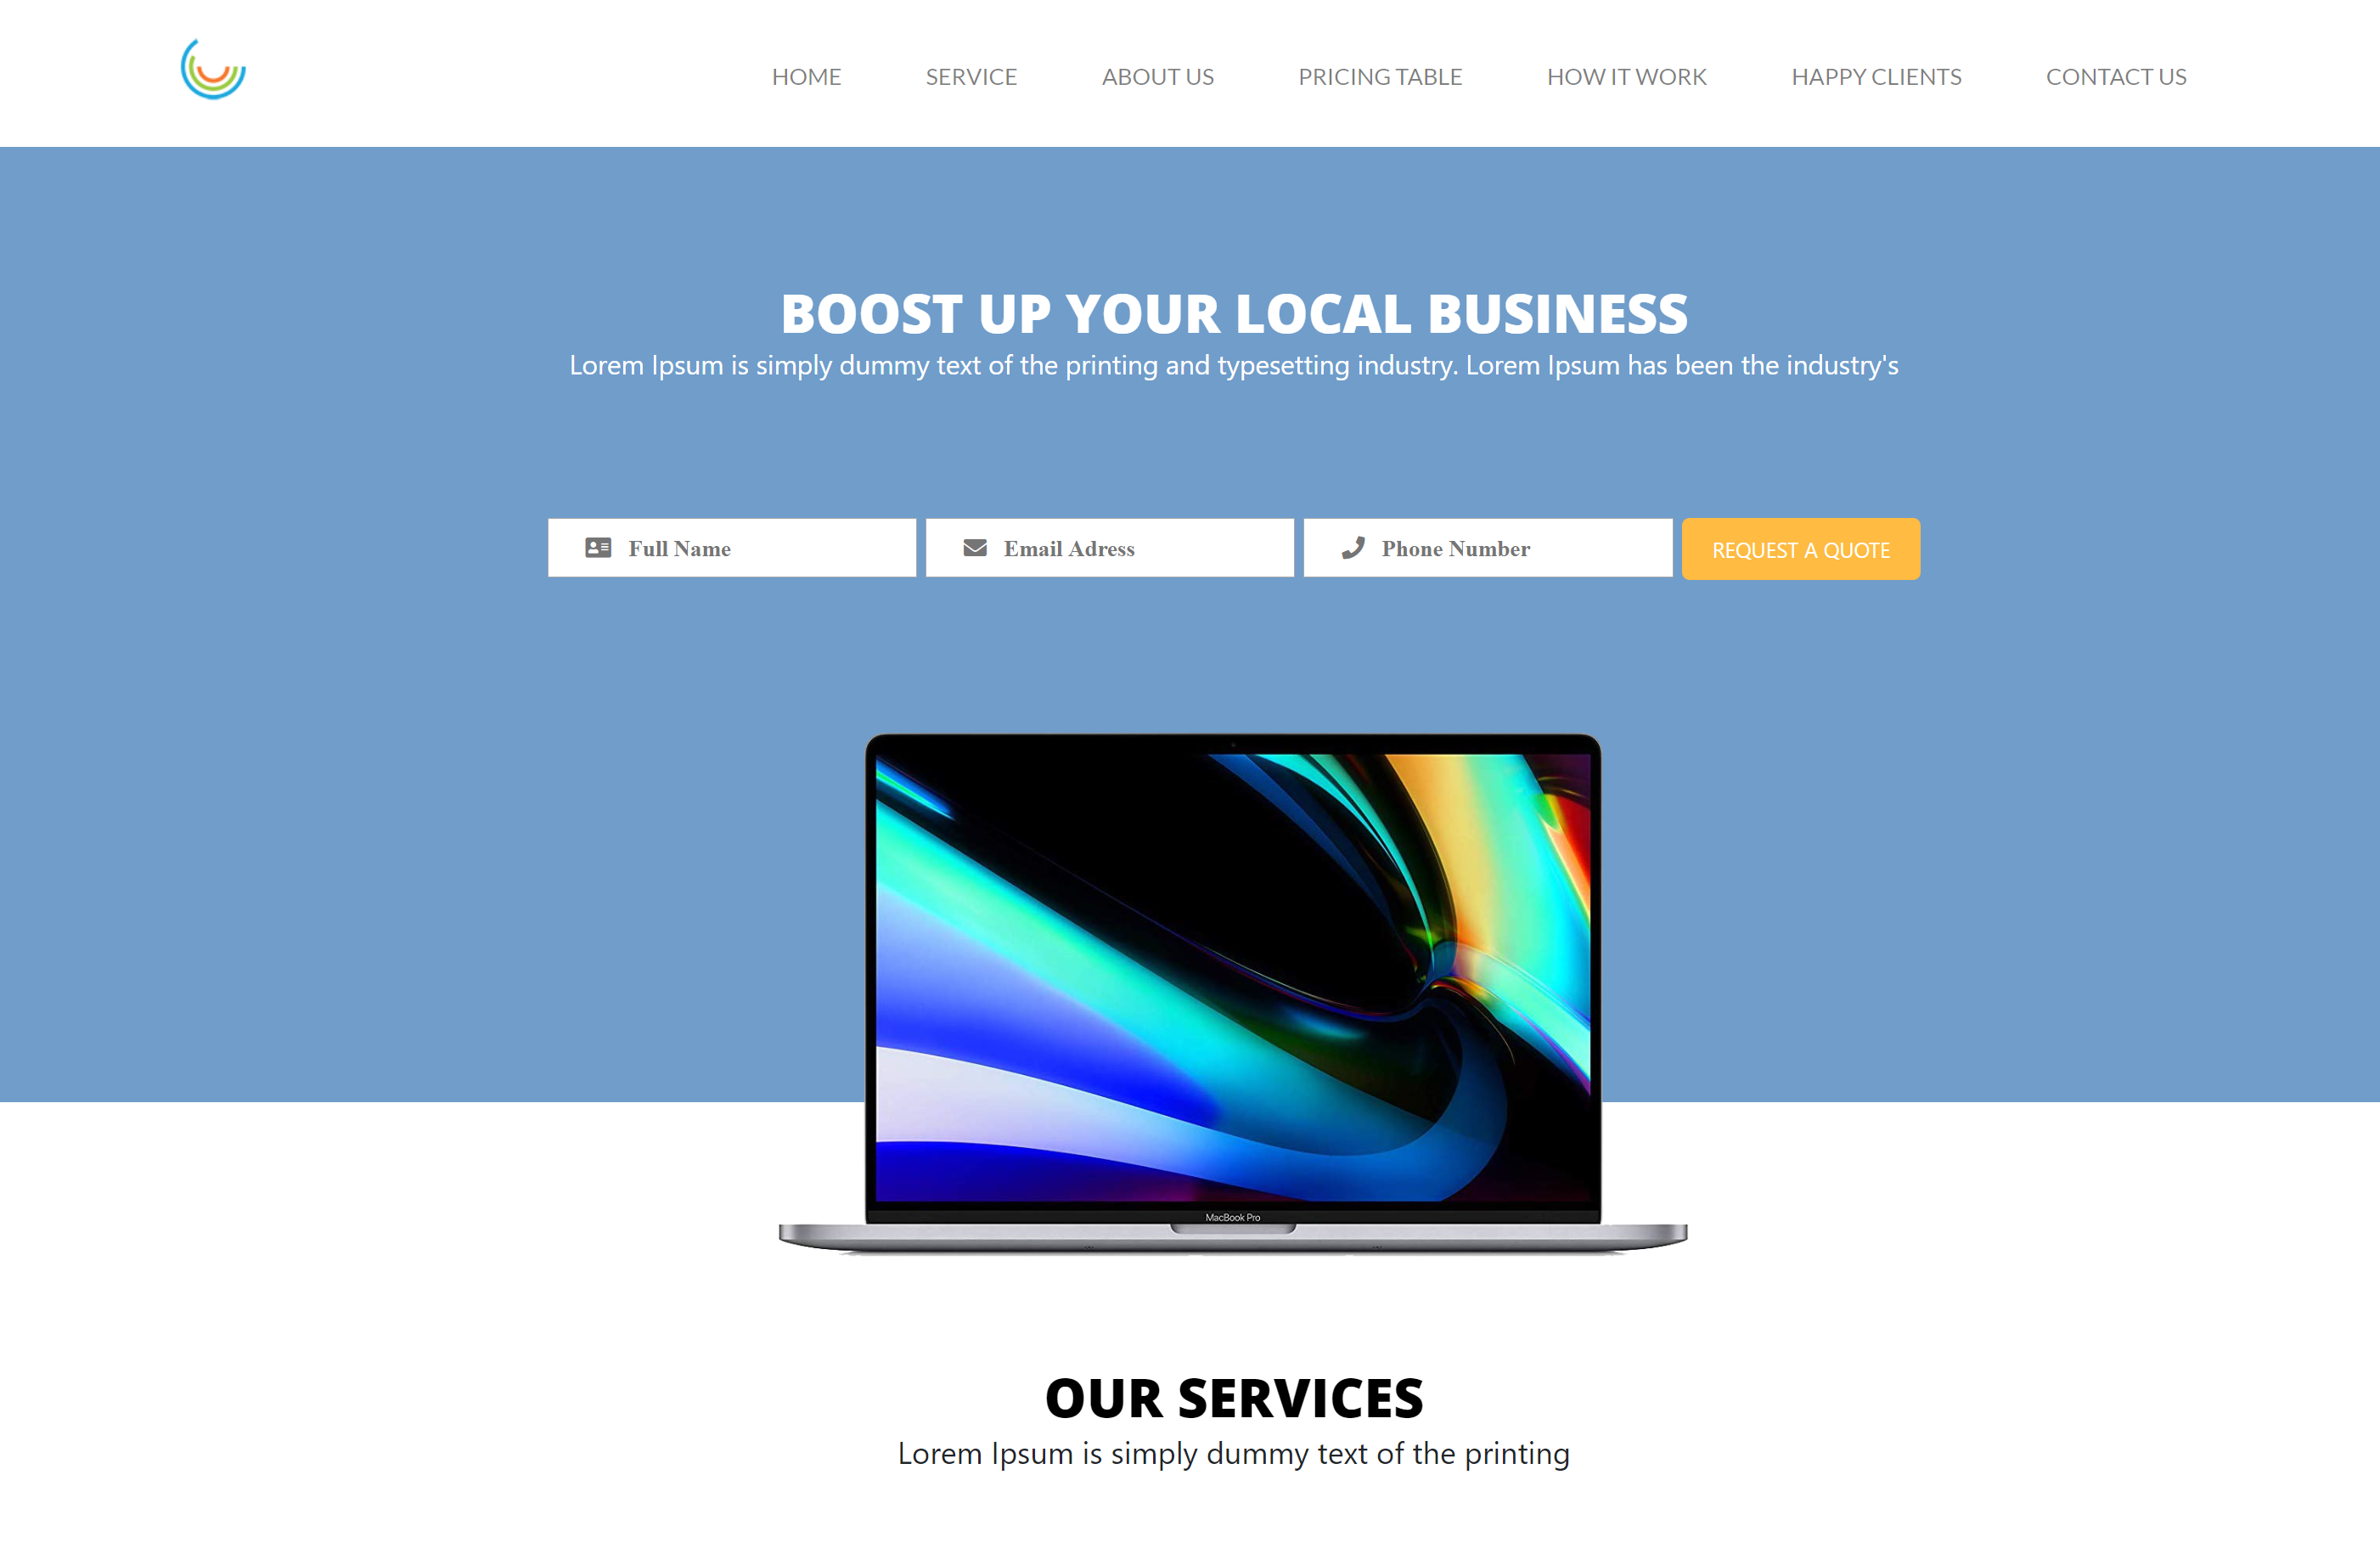 HOME SERVICE ABOUT US PRICING TABLE HOW IT WORK HAPPY CLIENTS CONTACT US
BOOST UP YOUR LOCAL BUSINESS
Lorem Ipsum is simply dummy text of the printing and typesetting industry. Lorem Ipsum has been the industry's
Full Name Email Adress Phone Number REQUEST A QUOTE
MacBook Pro
OUR SERVICES
Lorem Ipsum is simply dummy text of the printing